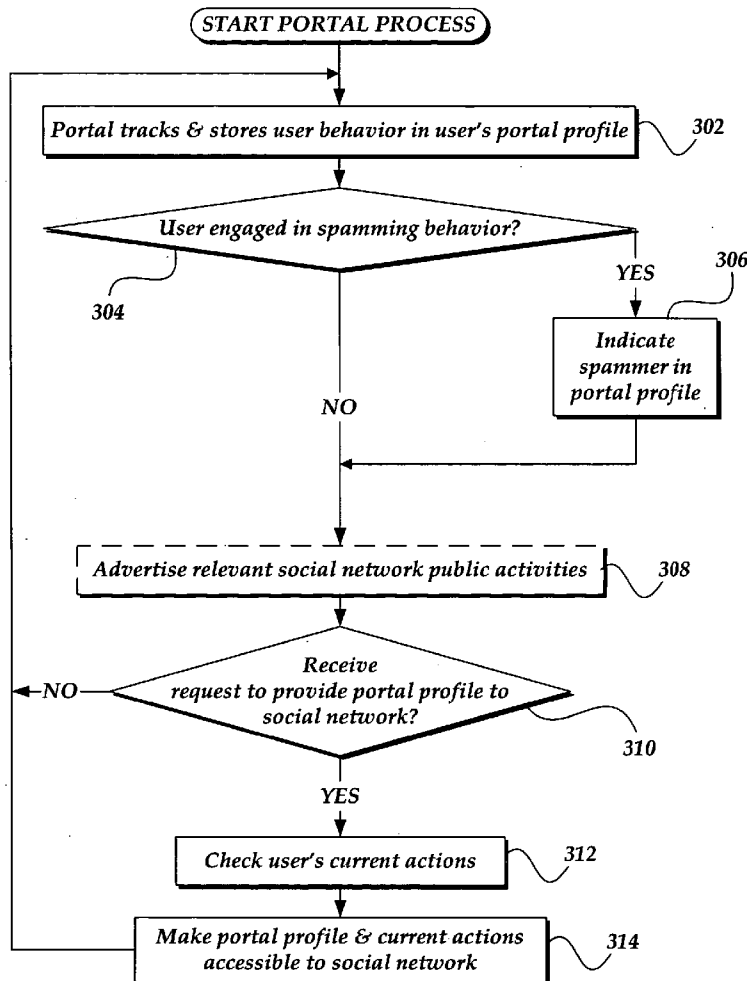 START PORTAL PROCESS
Portal tracks & stores user behavior in user's portal profile
302
User engaged in spamming behavior?
304
YES
306
Indicate
spammer in
portal profile
NO
Advertise relevant social network public activities
308
Receive
request to provide portal profile to
social network?
NO
310
YES
Check user's current actions
312
Make portal profile & current actions
accessible to social network
314